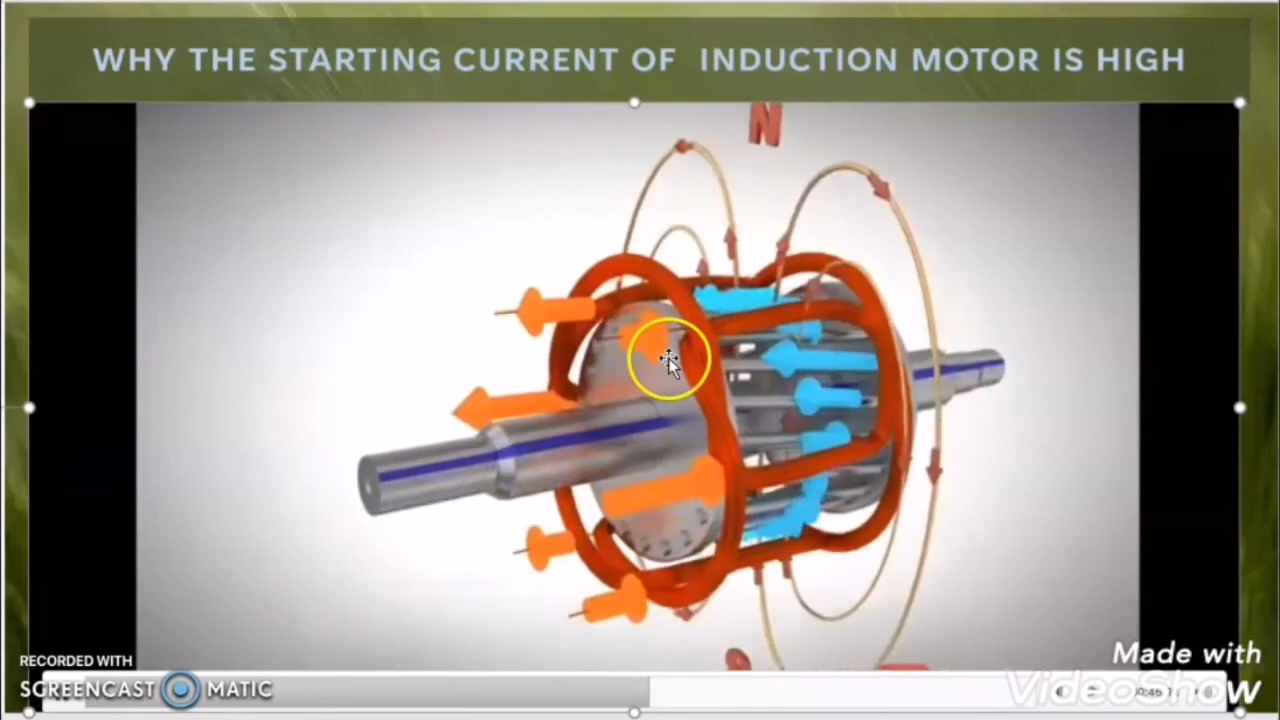 WHY THE STARTING CURRENT OF INDUCTION MOTOR IS HIGH
N
RECORDED WITH
SCREENCAST MATIC
Made with
VideoShow